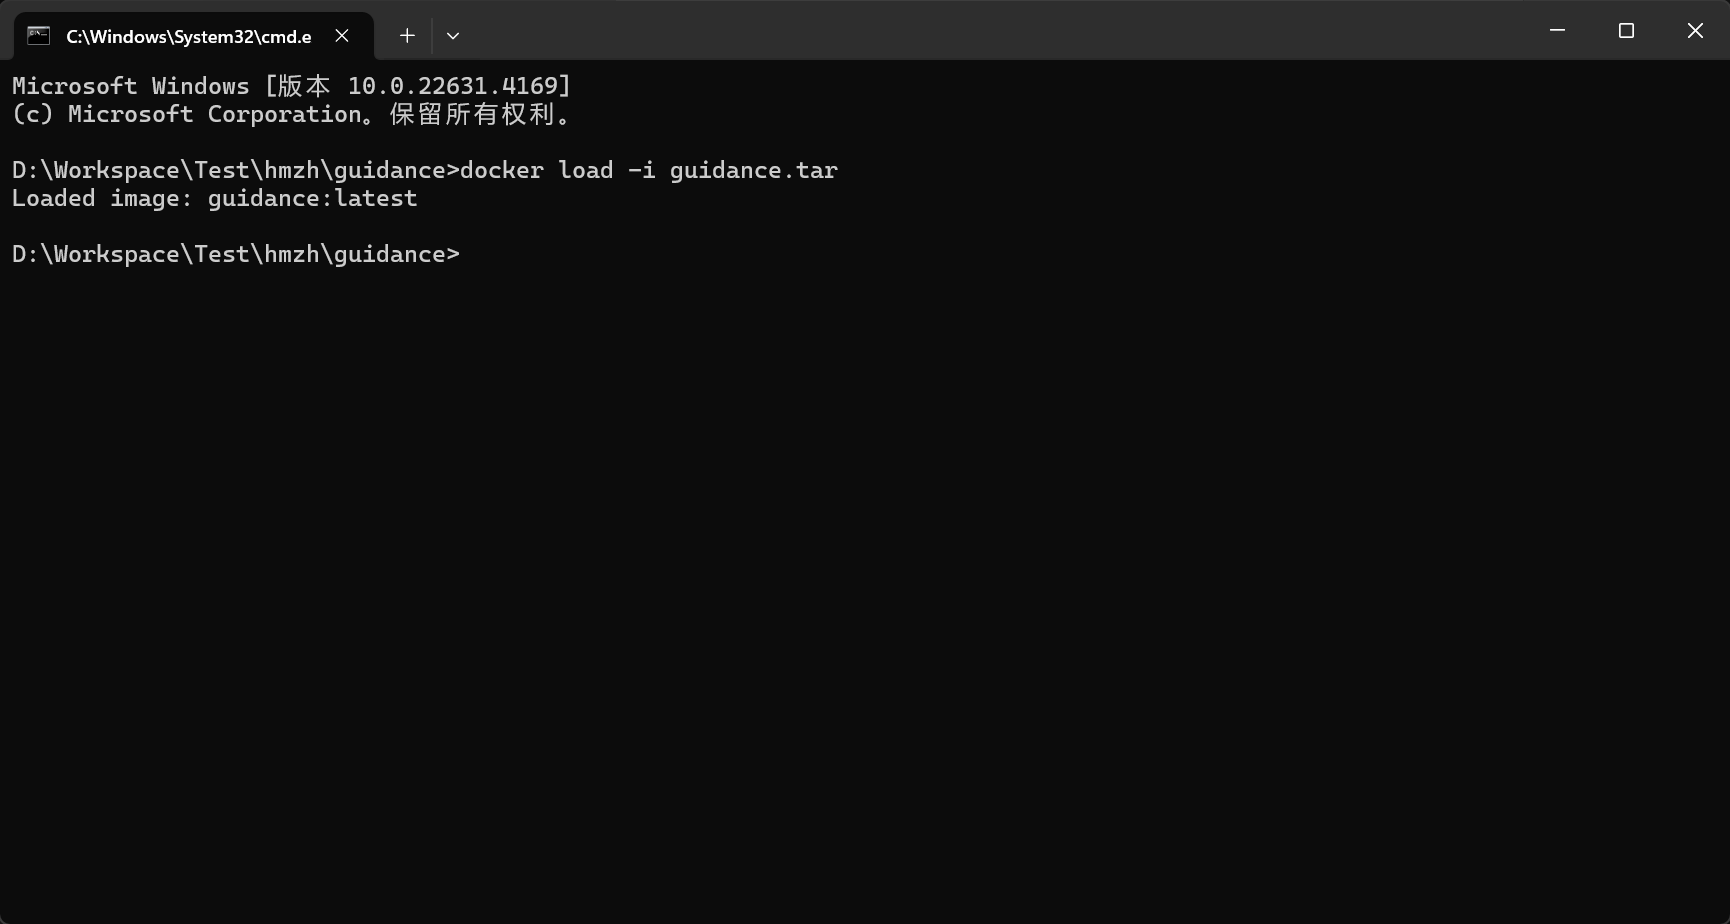 C:\Windows\System32\cmd.e
Microsoft Windows [版本 10.0.22631.4169]
(c) Microsoft Corporation。保留所有权利。
D:\Workspace\Test\hmzh\guidance>docker load -i guidance.tar
Loaded image: guidance:latest
D:\Workspace\Test\hmzh\guidance>